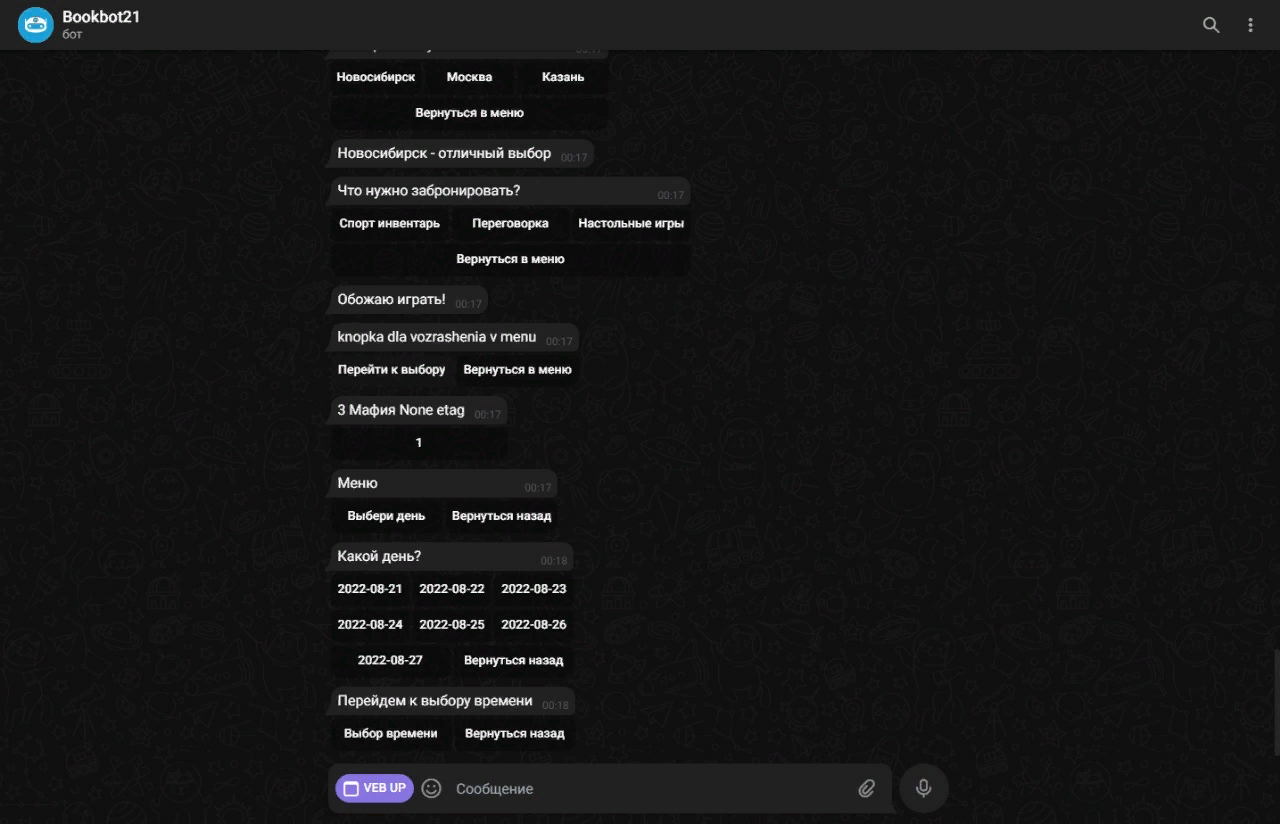 Bookbot21
бот
00:17
Новосибирск Москва Казань
Вернуться в меню
Новосибирск - отличный выбор 00:17
Что нужно забронировать? 00:17
Спорт инвентарь Переговорка Настольные игры
Вернуться в меню
Обожаю играть! 00:17
knopka dla vozrashenia v menu 00:17
Перейти к выбору Вернуться в меню
3 Мафия None etag 00:17
1
Меню 00:17
Выбери день Вернуться назад
Какой день? 00:18
2022-08-21 2022-08-22 2022-08-23
2022-08-24 2022-08-25 2022-08-26
2022-08-27 Вернуться назад
Перейдем к выбору времени 00:18
Выбор времени Вернуться назад
VEB UP Сообщение